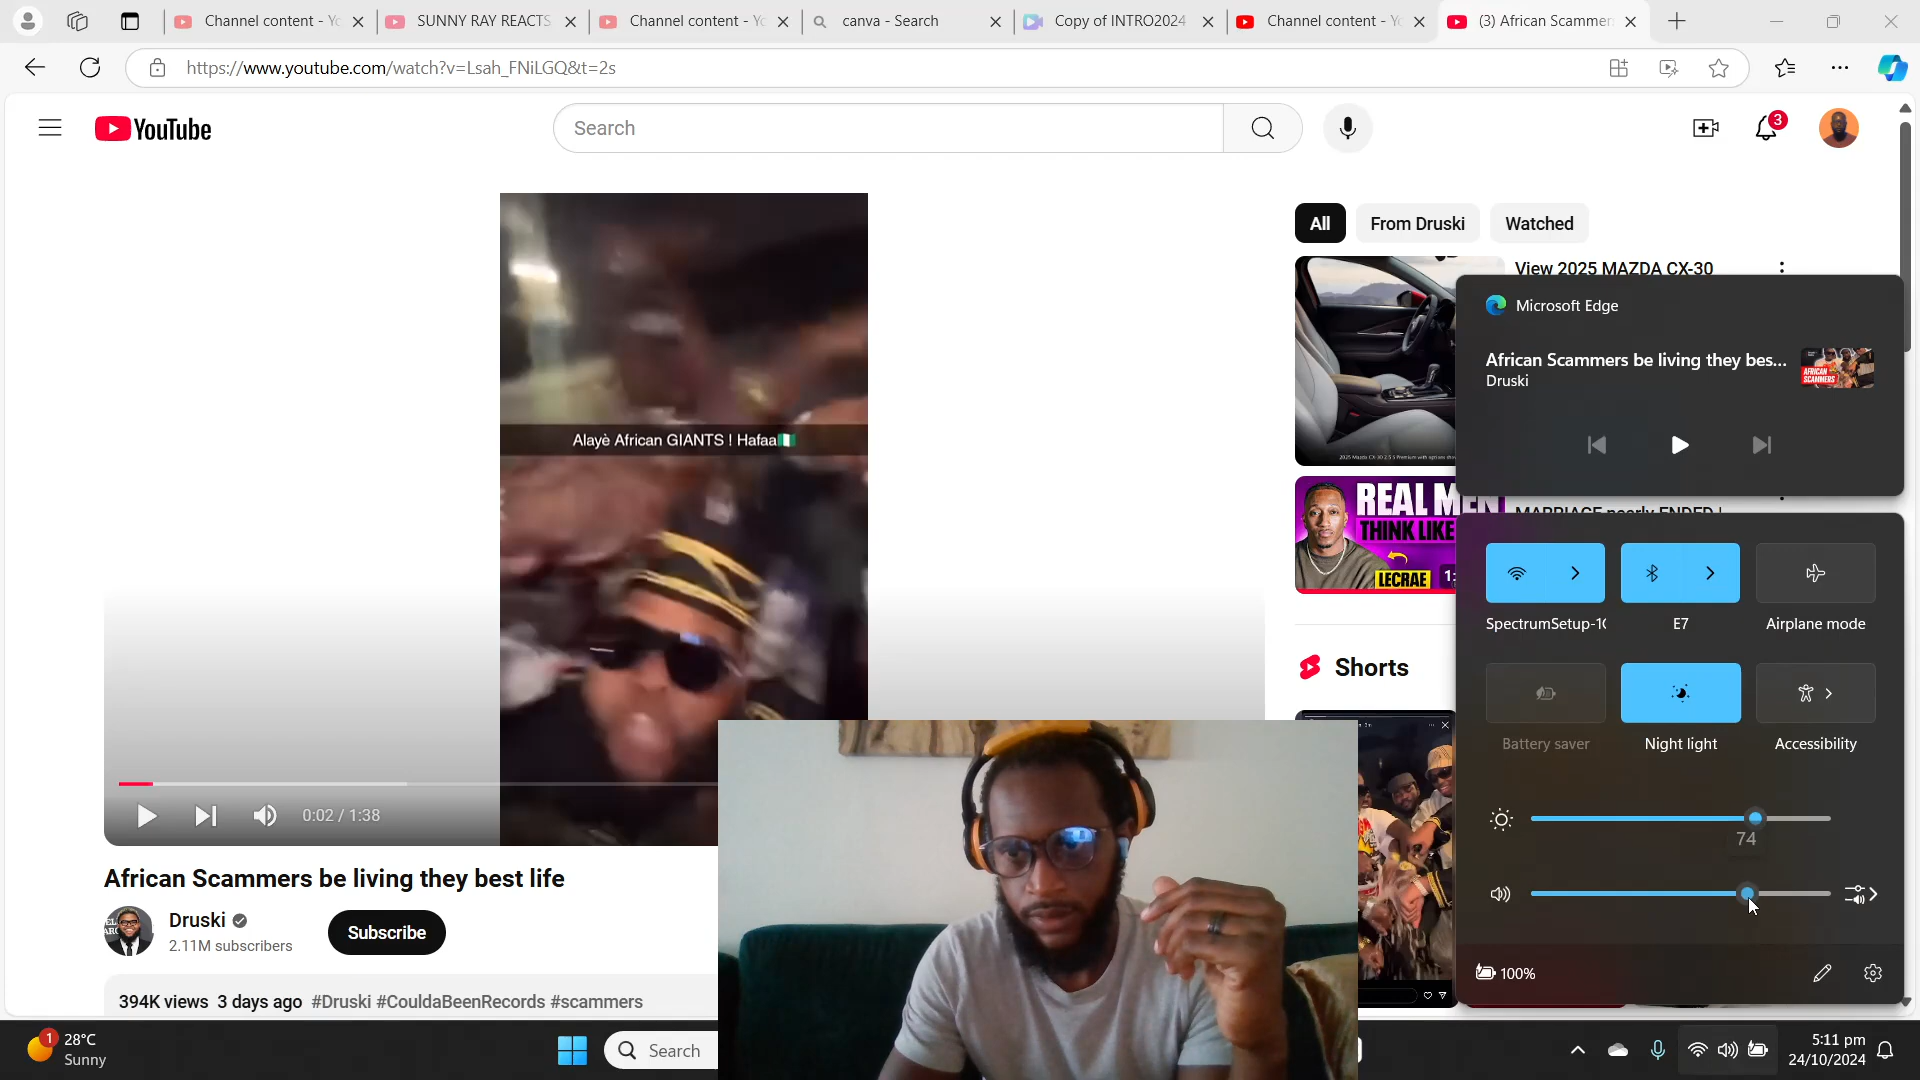 Channel content - Yo
SUNNY RAY REACTS
Channel content - Yo
canva - Search
Copy of INTRO2024
Channel content - Yo
(3) African Scammers
https://www.youtube.com/watch?v=Lsah_FNiLGQ&t=2s
YouTube
Search
3
All
From Druski
Watched
View 2025 MAZDA CX-30
Microsoft Edge
African Scammers be living they bes...
Druski
AFRICAN
SCAMMERS
Alayè African GIANTS ! Hafaa🇳🇬
REAL MEN
THINK LIKE
LECRAE
SpectrumSetup-1
E7
Airplane mode
Shorts
Battery saver
Night light
Accessibility
74
0:02 / 1:38
African Scammers be living they best life
Druski
2.11M subscribers
Subscribe
100%
394K views 3 days ago #Druski #CouldaBeenRecords #scammers
1
28°C
Sunny
Search
5:11 pm
24/10/2024